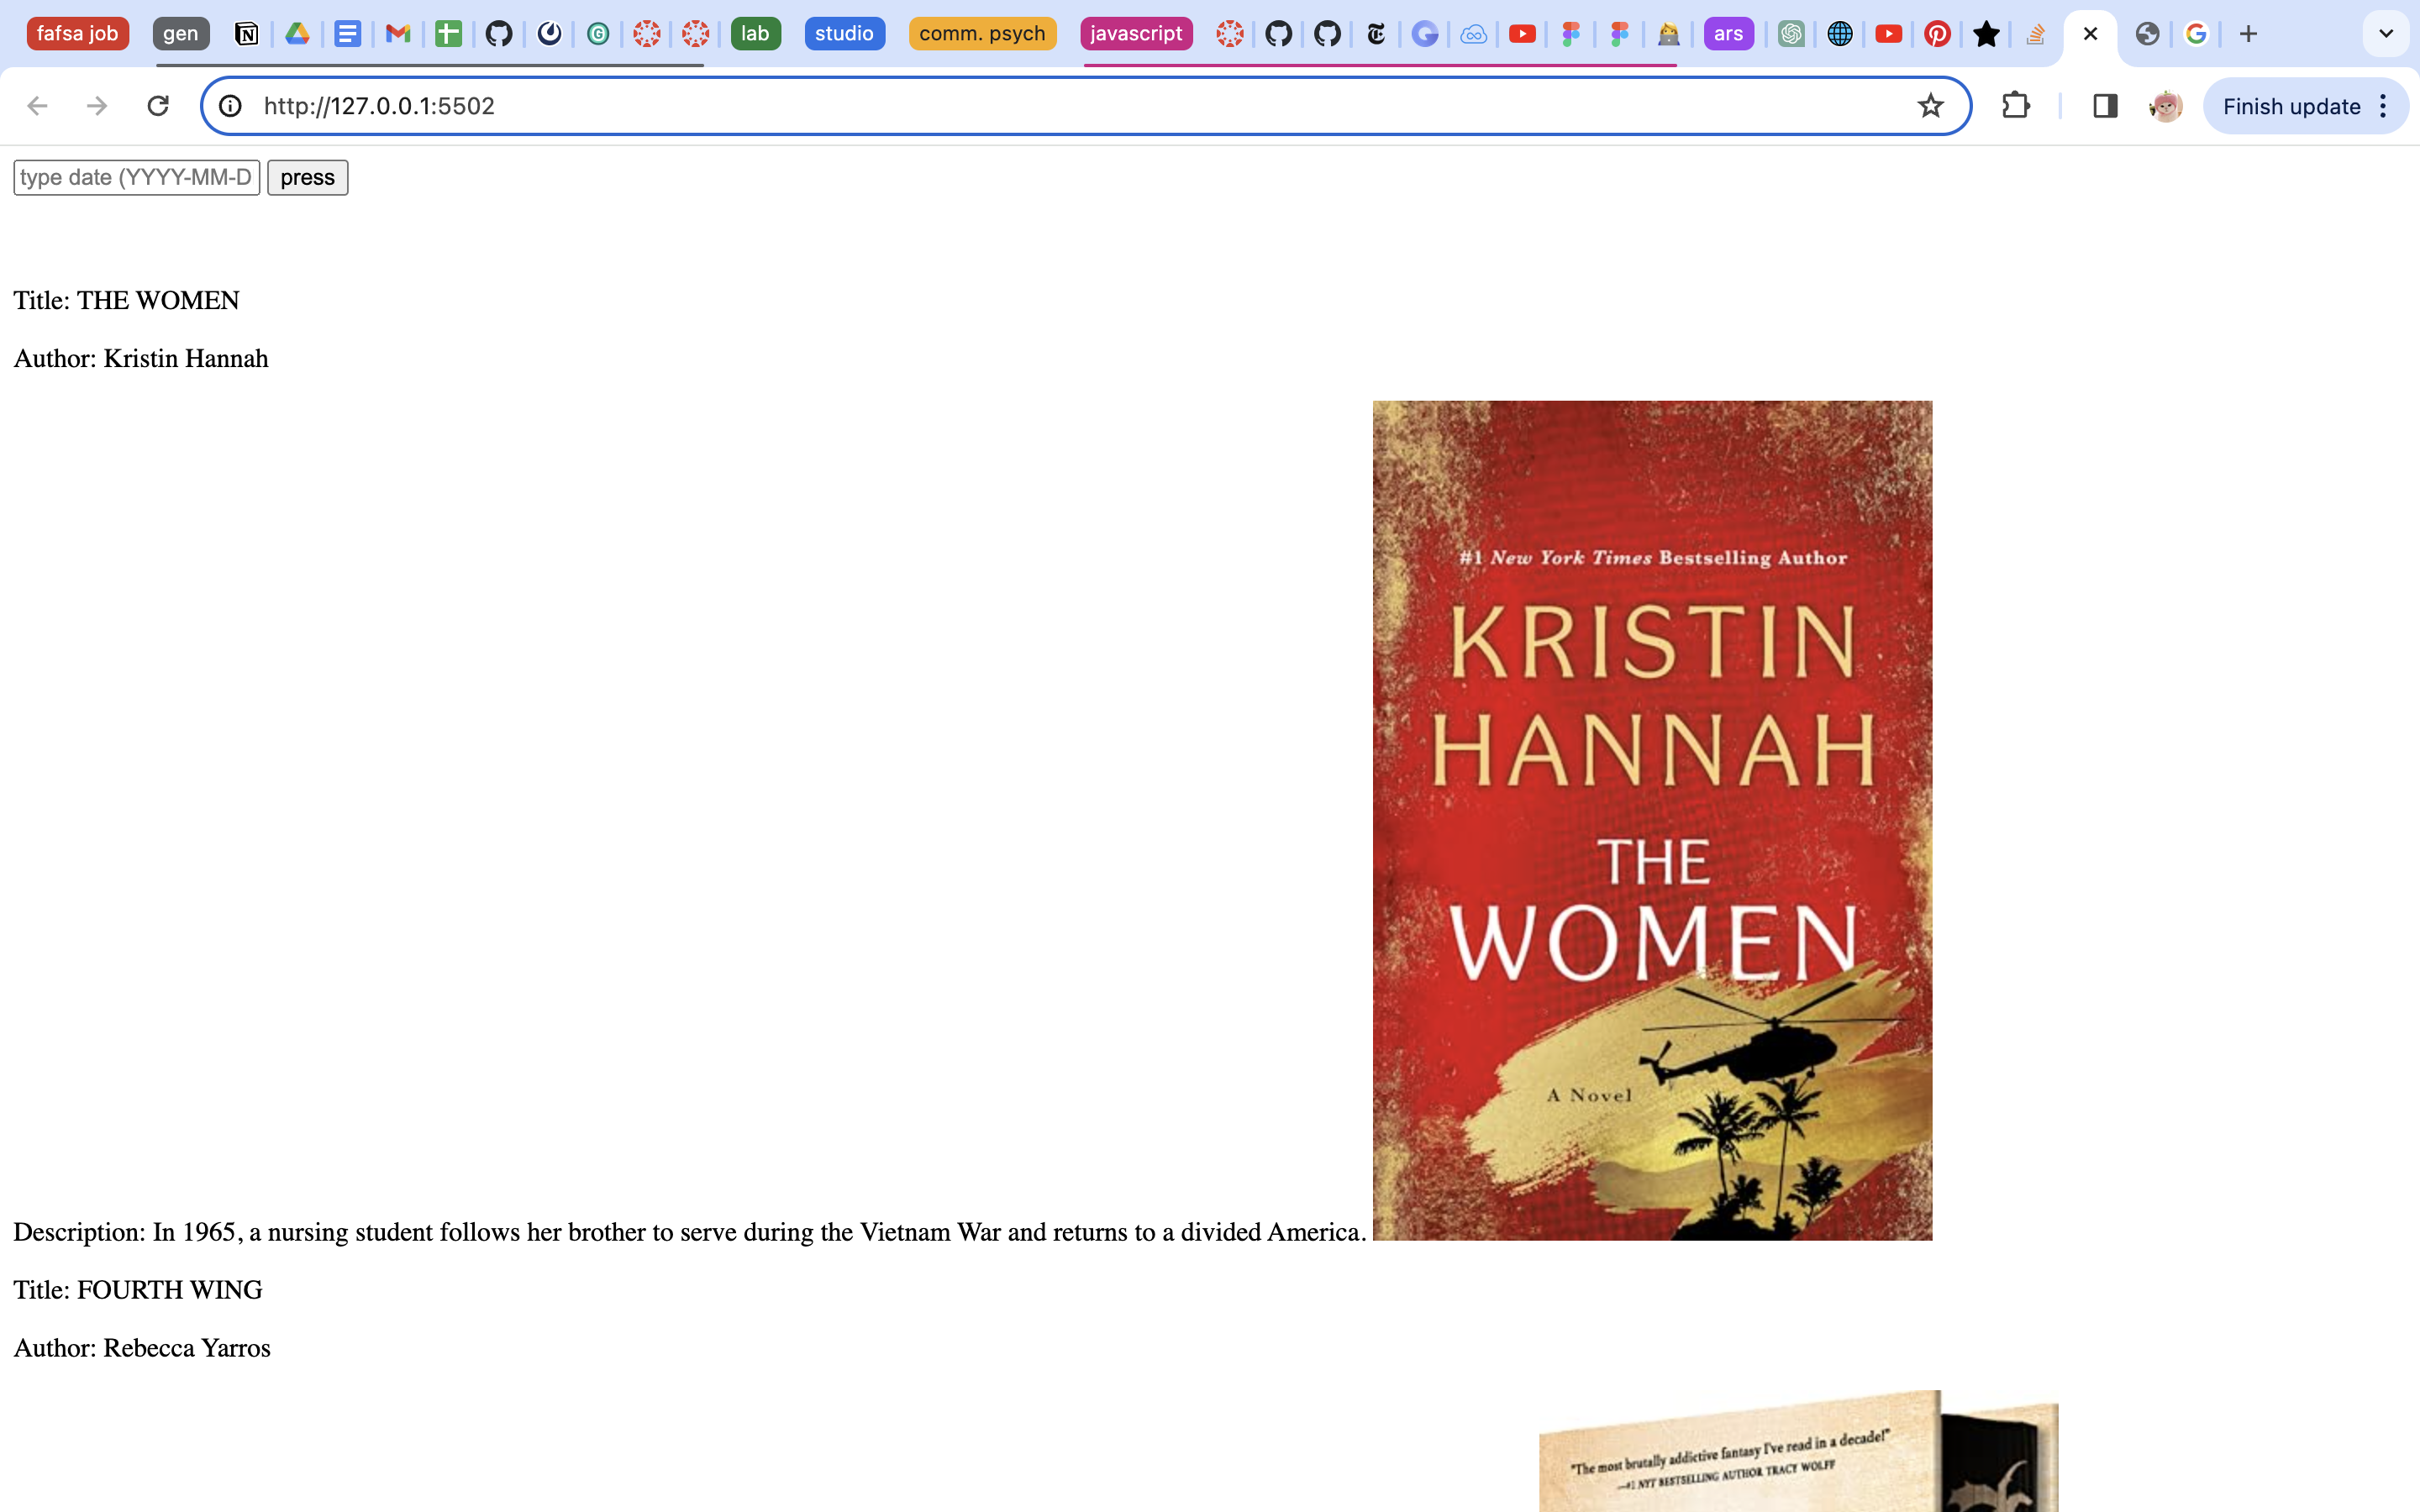 fafsa job gen lab studio comm. psych javascript ars
http://127.0.0.1:5502 Finish update
type date (YYYY-MM-D press
Title: THE WOMEN
Author: Kristin Hannah
#1 New York Times Bestselling Author
KRISTIN
HANNAH
THE
WOMEN
A Novel
Description: In 1965, a nursing student follows her brother to serve during the Vietnam War and returns to a divided America.
Title: FOURTH WING
Author: Rebecca Yarros
"The most brutally addictive fantasy I've read in a decade!"
—#1 NYT BESTSELLING AUTHOR TRACY WOLFF